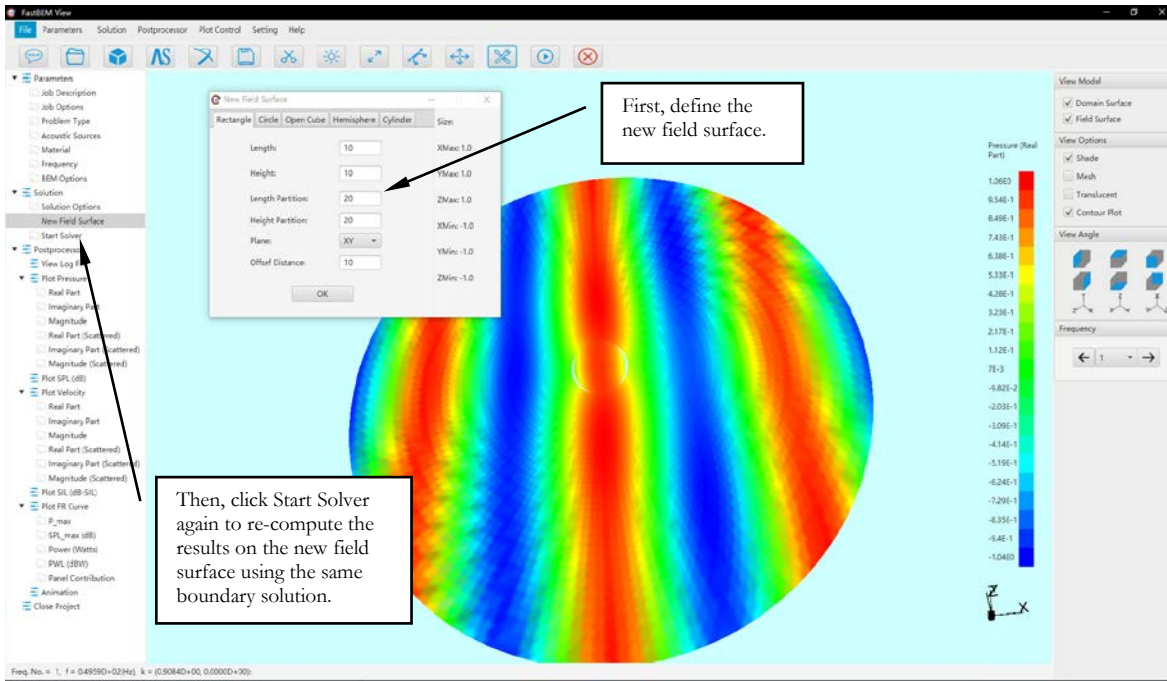 FastBEM View
File Parameters Solution Postprocessor Plot Control Setting Help
Parameters
Job Description
Job Options
Problem Type
Acoustic Sources
Material
Frequency
BEM Options
Solution
Solution Options
New Field Surface
Start Solver
Postprocessor
View Log
Plot Pressure
Real Part
Imaginary Part
Magnitude
Real Part (Scattered)
Imaginary Part (Scattered)
Magnitude (Scattered)
Plot SPL (dB)
Plot Velocity
Real Part
Imaginary Part
Magnitude
Real Part (Scattered)
Imaginary Part (Scattered)
Magnitude (Scattered)
Plot SIL (dB-SIL)
Plot FR Curve
P_max
SPL_max (dB)
Power (Watts)
PWL (dBW)
Panel Contribution
Animation
Close Project
New Field Surface
Rectangle Circle Open Cube Hemisphere Cylinder
Length: 10
Height: 10
Length Partition: 20
Height Partition: 20
Plane: XY
Offset Distance: 10
OK
Size:
XMax: 1.0
YMax: 1.0
ZMax: 1.0
XMin: -1.0
YMin: -1.0
ZMin: -1.0
First, define the
new field surface.
Then, click Start Solver
again to re-compute the
results on the new field
surface using the same
boundary solution.
Pressure (Real
Part)
1.06E0
9.54E-1
8.49E-1
7.43E-1
6.38E-1
5.33E-1
4.28E-1
3.23E-1
2.17E-1
1.12E-1
7E-3
-9.82E-2
-2.03E-1
-3.09E-1
-4.14E-1
-5.19E-1
-6.24E-1
-7.29E-1
-8.35E-1
-9.4E-1
-1.04E0
Z
X
View Model
Domain Surface
Field Surface
View Options
Shade
Mesh
Translucent
Contour Plot
View Angle
Frequency
1
Freq. No. = 1, f = 0.4959D+02(Hz), k = (0.9084D+00, 0.0000D+00);